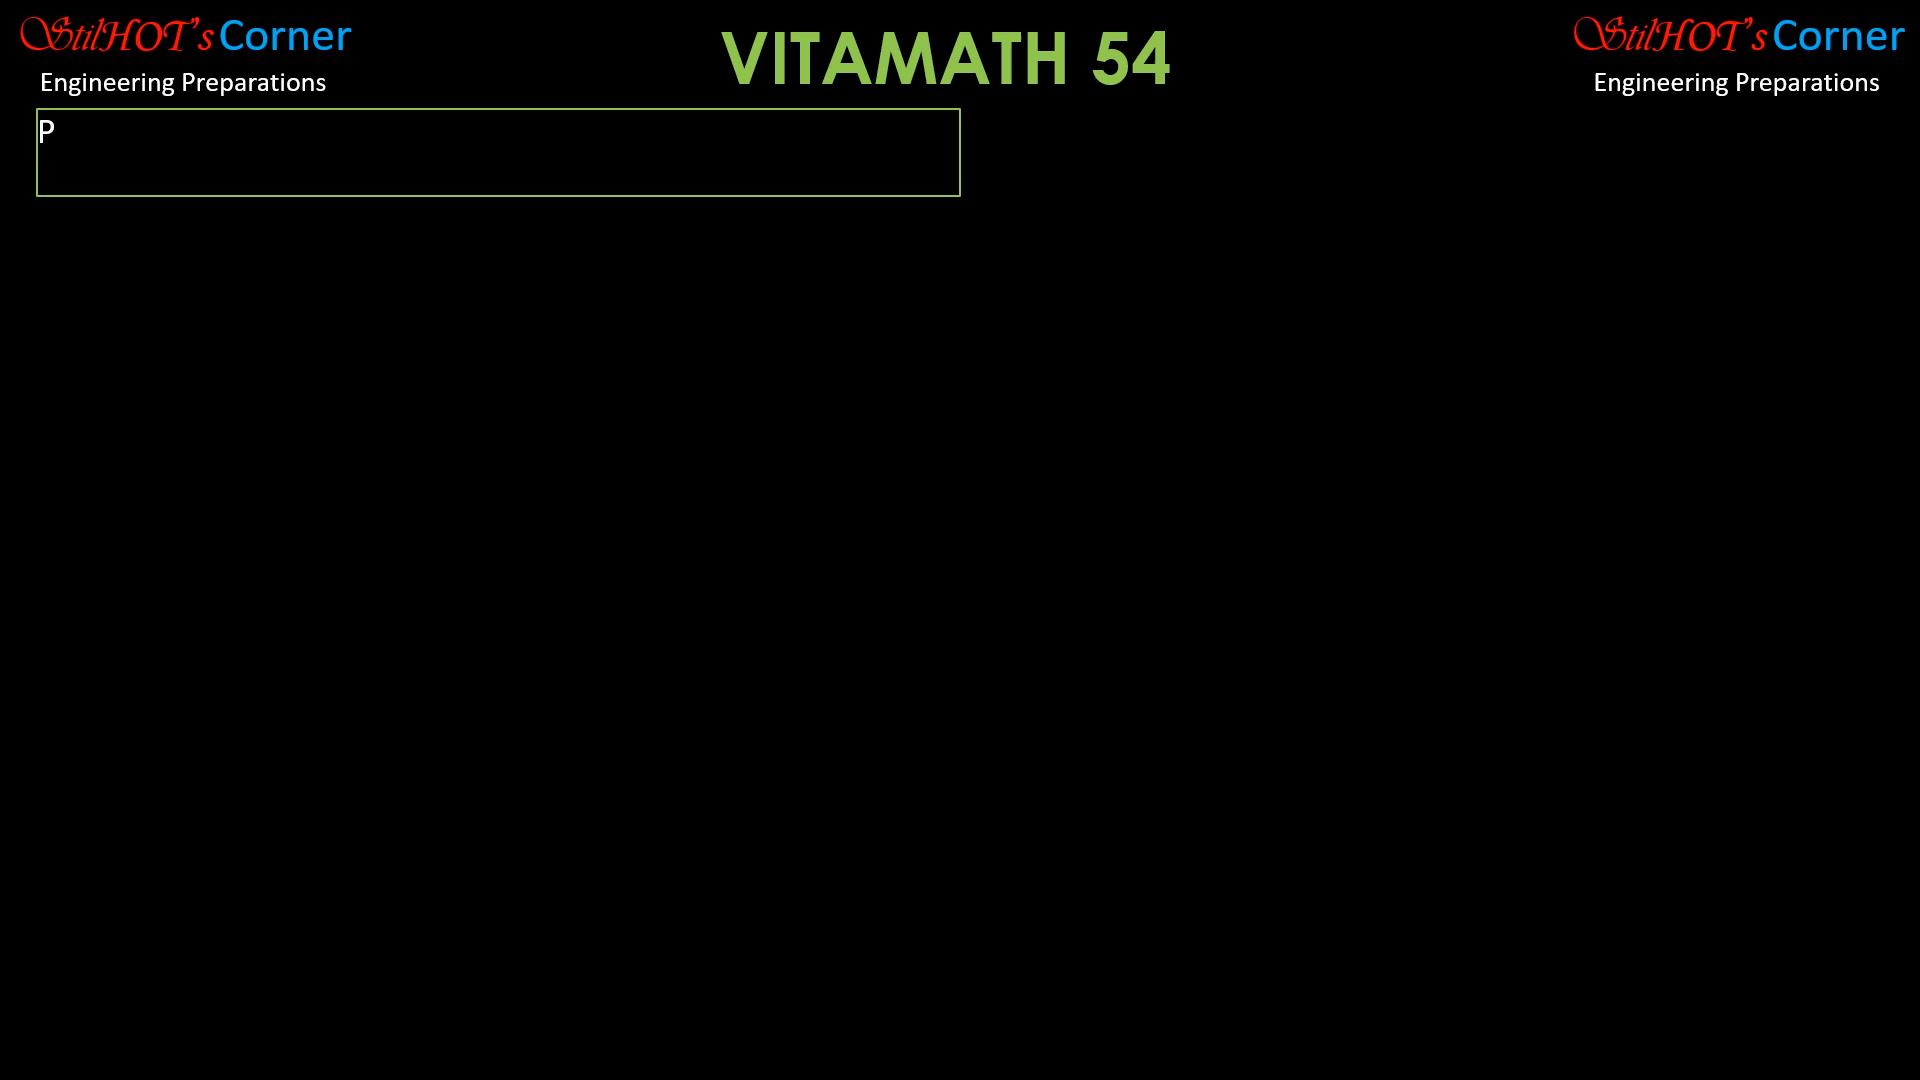 StilHOT's Corner
Engineering Preparations
VITAMATH 54
StilHOT's Corner
Engineering Preparations
P